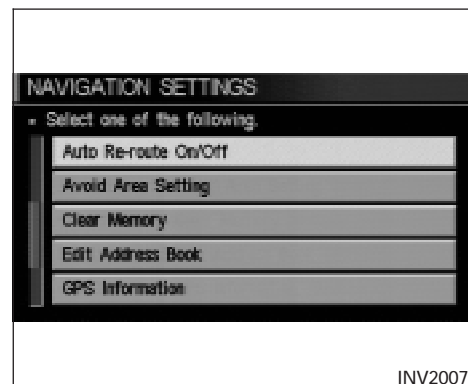 NAVIGATION SETTINGS
Select one of the following.
Auto Re-route On/Off
Avoid Area Setting
Clear Memory
Edit Address Book
GPS Information
INV2007